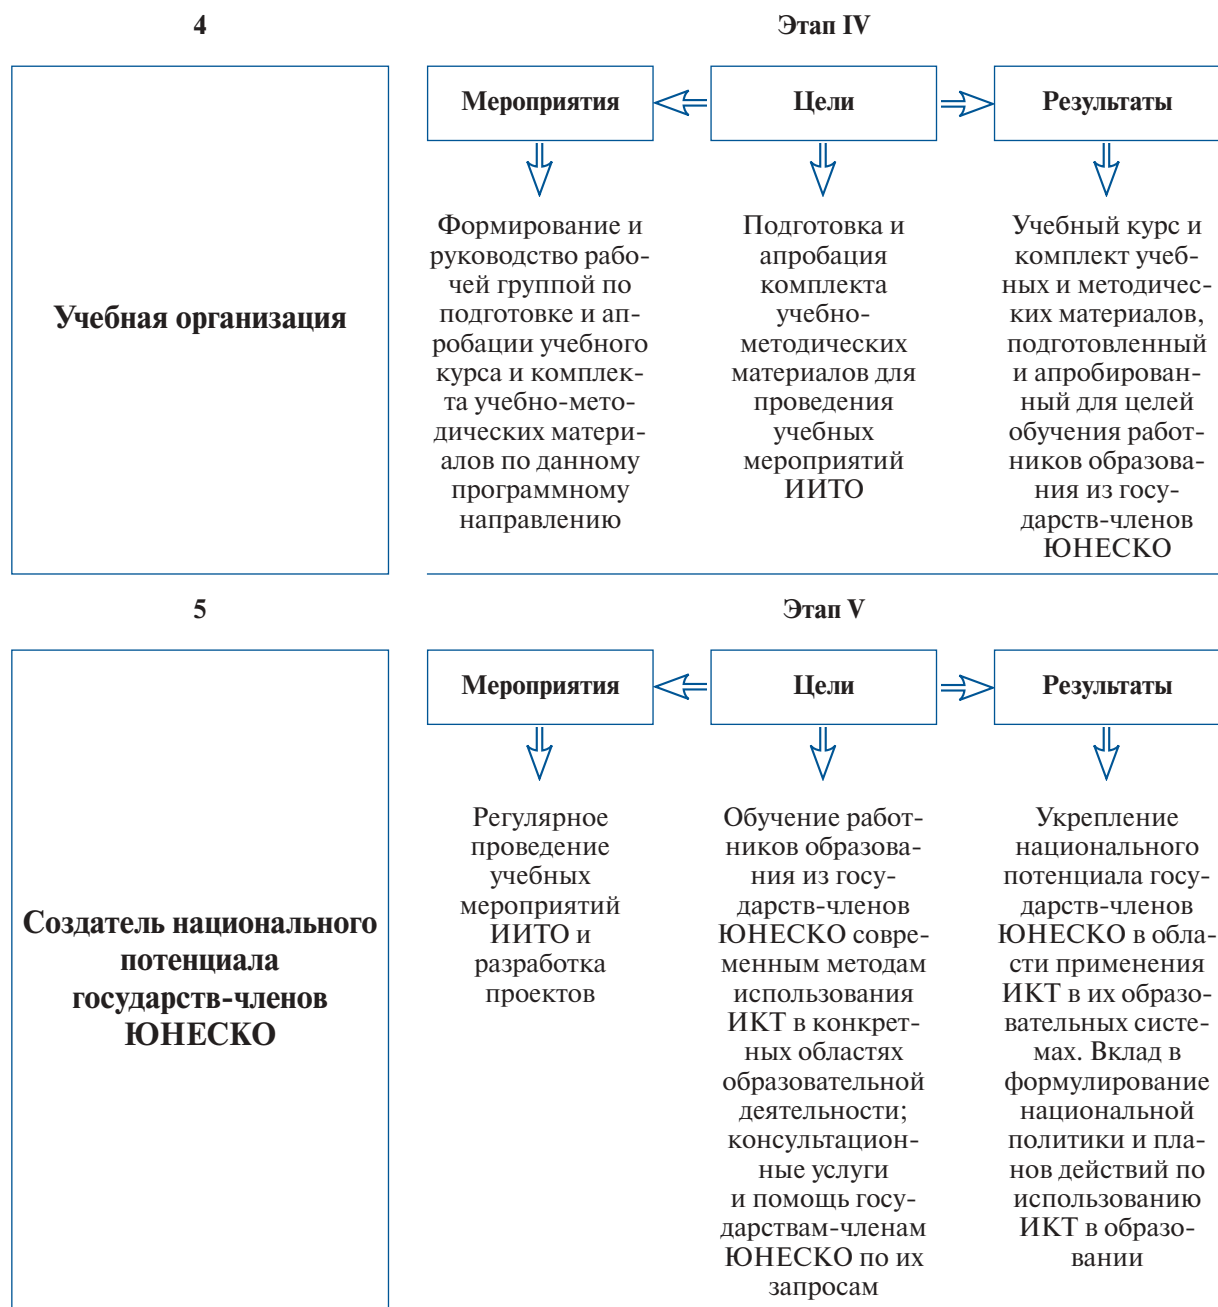 4
Этап IV
Учебная организация
Мероприятия
Цели
Результаты
Формирование и
руководство рабо-
чей группой по
подготовке и ап-
робации учебного
курса и комплек-
та учебно-мето-
дических матери-
алов по данному
программному
направлению
Подготовка и
апробация
комплекта
учебно-
методических
материалов для
проведения
учебных
мероприятий
ИИТО
Учебный курс и
комплект учеб-
ных и методичес-
ких материалов,
подготовленный
и апробирован-
ный для целей
обучения работ-
ников образова-
ния из госу-
дарств-членов
ЮНЕСКО
5
Этап V
Создатель национального
потенциала
государств-членов
ЮНЕСКО
Мероприятия
Цели
Результаты
Регулярное
проведение
учебных
мероприятий
ИИТО и
разработка
проектов
Обучение работ-
ников образова-
ния из госу-
дарств-членов
ЮНЕСКО совре-
менным методам
использования
ИКТ в конкрет-
ных областях
образовательной
деятельности;
консультацион-
ные услуги
и помощь госу-
дарствам-членам
ЮНЕСКО по их
запросам
Укрепление
национального
потенциала госу-
дарств-членов
ЮНЕСКО в обла-
сти применения
ИКТ в их образо-
вательных систе-
мах. Вклад в
формулирование
национальной
политики и пла-
нов действий по
использованию
ИКТ в образо-
вании